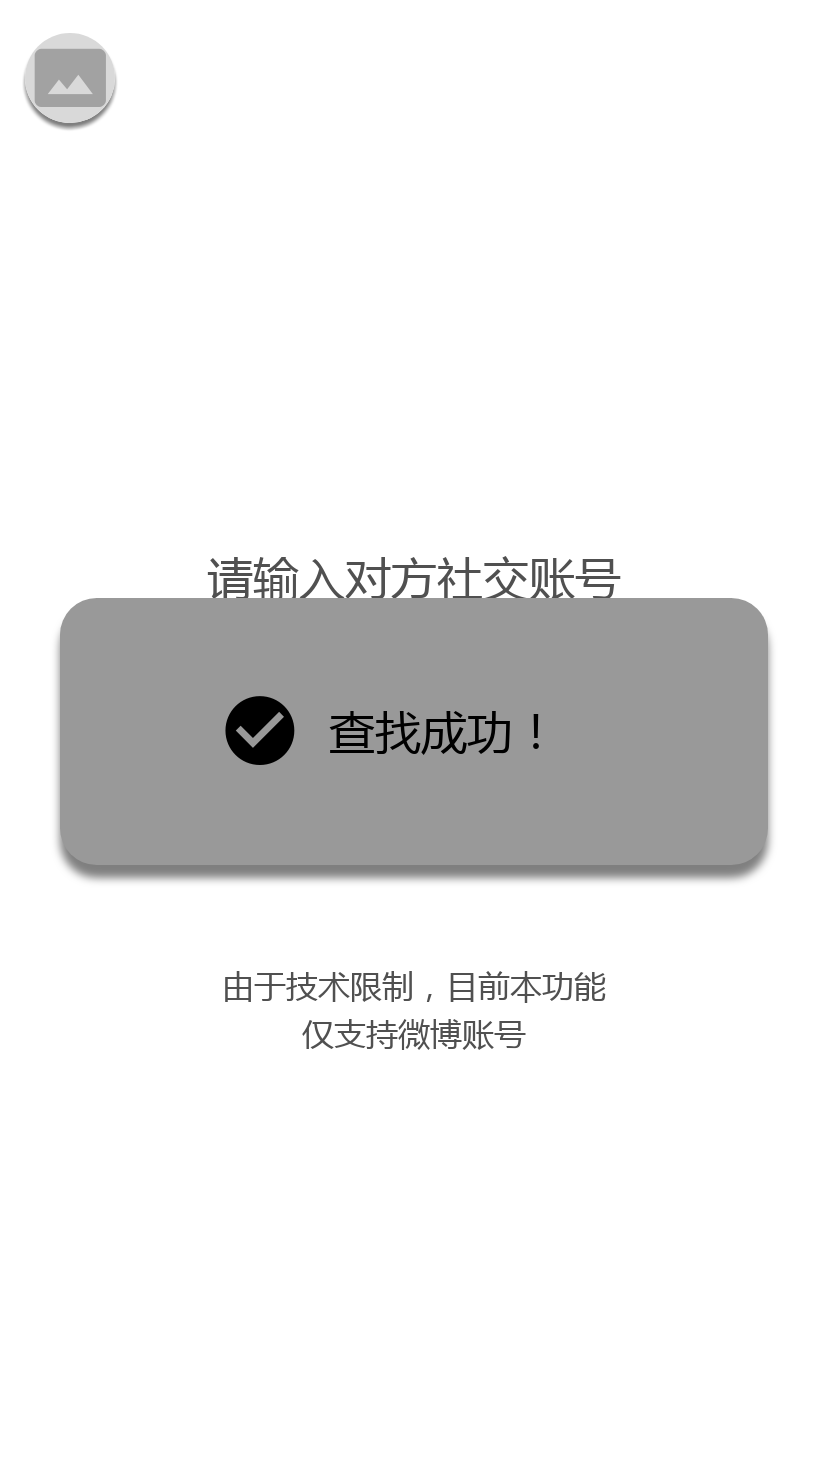 请输入对方社交账号
查找成功！
由于技术限制，目前本功能
仅支持微博账号